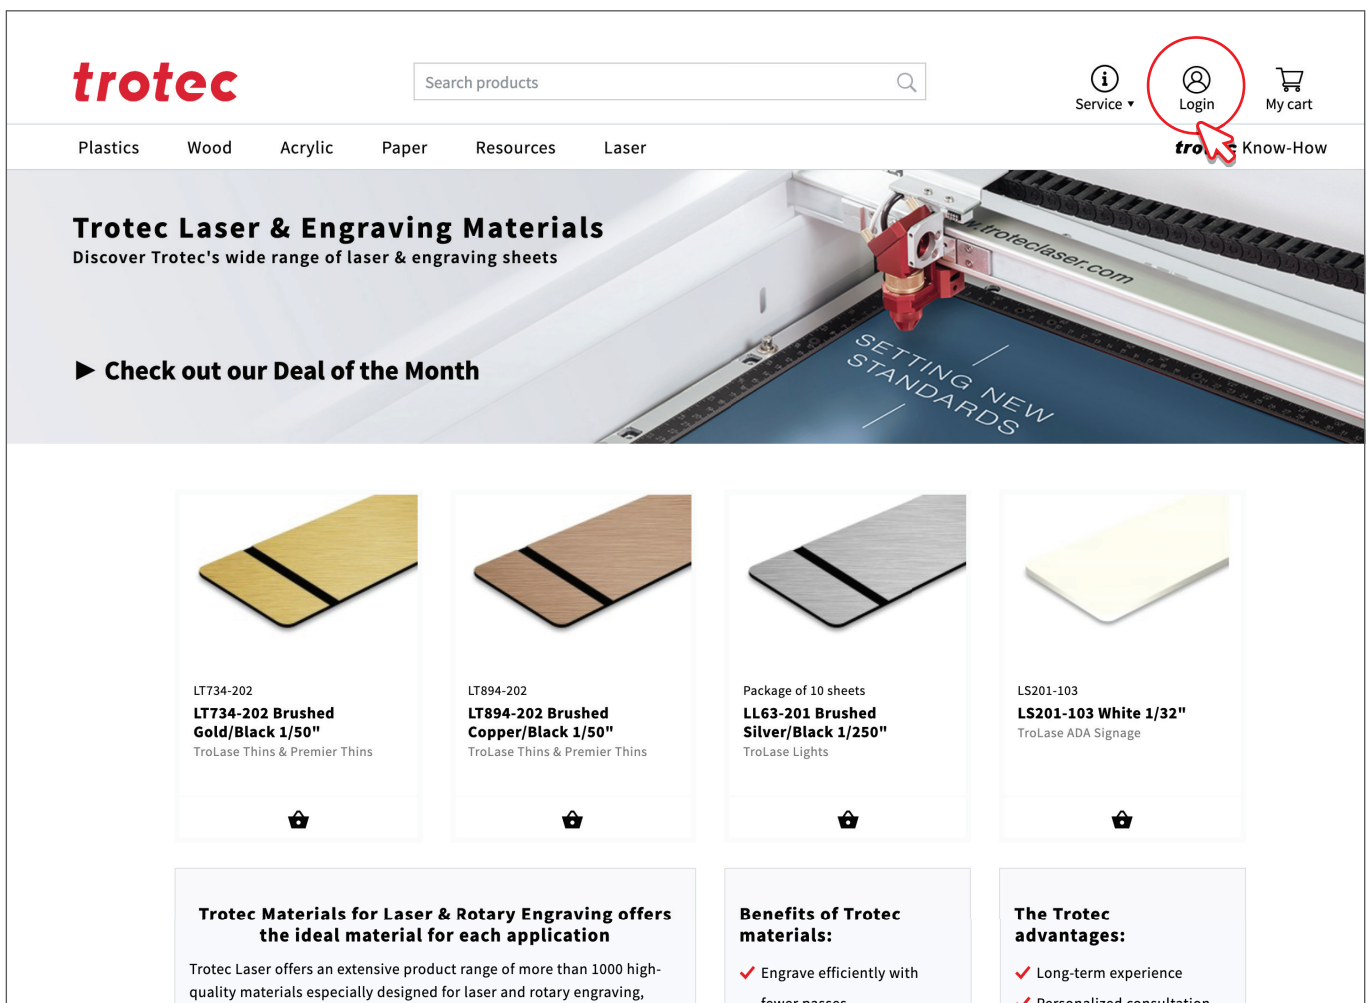 trotec
Search products
Service ▾
Login
My cart
Plastics
Wood
Acrylic
Paper
Resources
Laser
Know-How
Trotec Laser & Engraving Materials
Discover Trotec's wide range of laser & engraving sheets
► Check out our Deal of the Month
troteclaser.com
SETTING NEW
STANDARDS
LT734-202
LT734-202 Brushed
Gold/Black 1/50"
TroLase Thins & Premier Thins
LT894-202
LT894-202 Brushed
Copper/Black 1/50"
TroLase Thins & Premier Thins
Package of 10 sheets
LL63-201 Brushed
Silver/Black 1/250"
TroLase Lights
LS201-103
LS201-103 White 1/32"
TroLase ADA Signage
Trotec Materials for Laser & Rotary Engraving offers
the ideal material for each application
Trotec Laser offers an extensive product range of more than 1000 high-
quality materials especially designed for laser and rotary engraving,
Benefits of Trotec
materials:
Engrave efficiently with
fewer passes
The Trotec
advantages:
Long-term experience
Personalized consultation